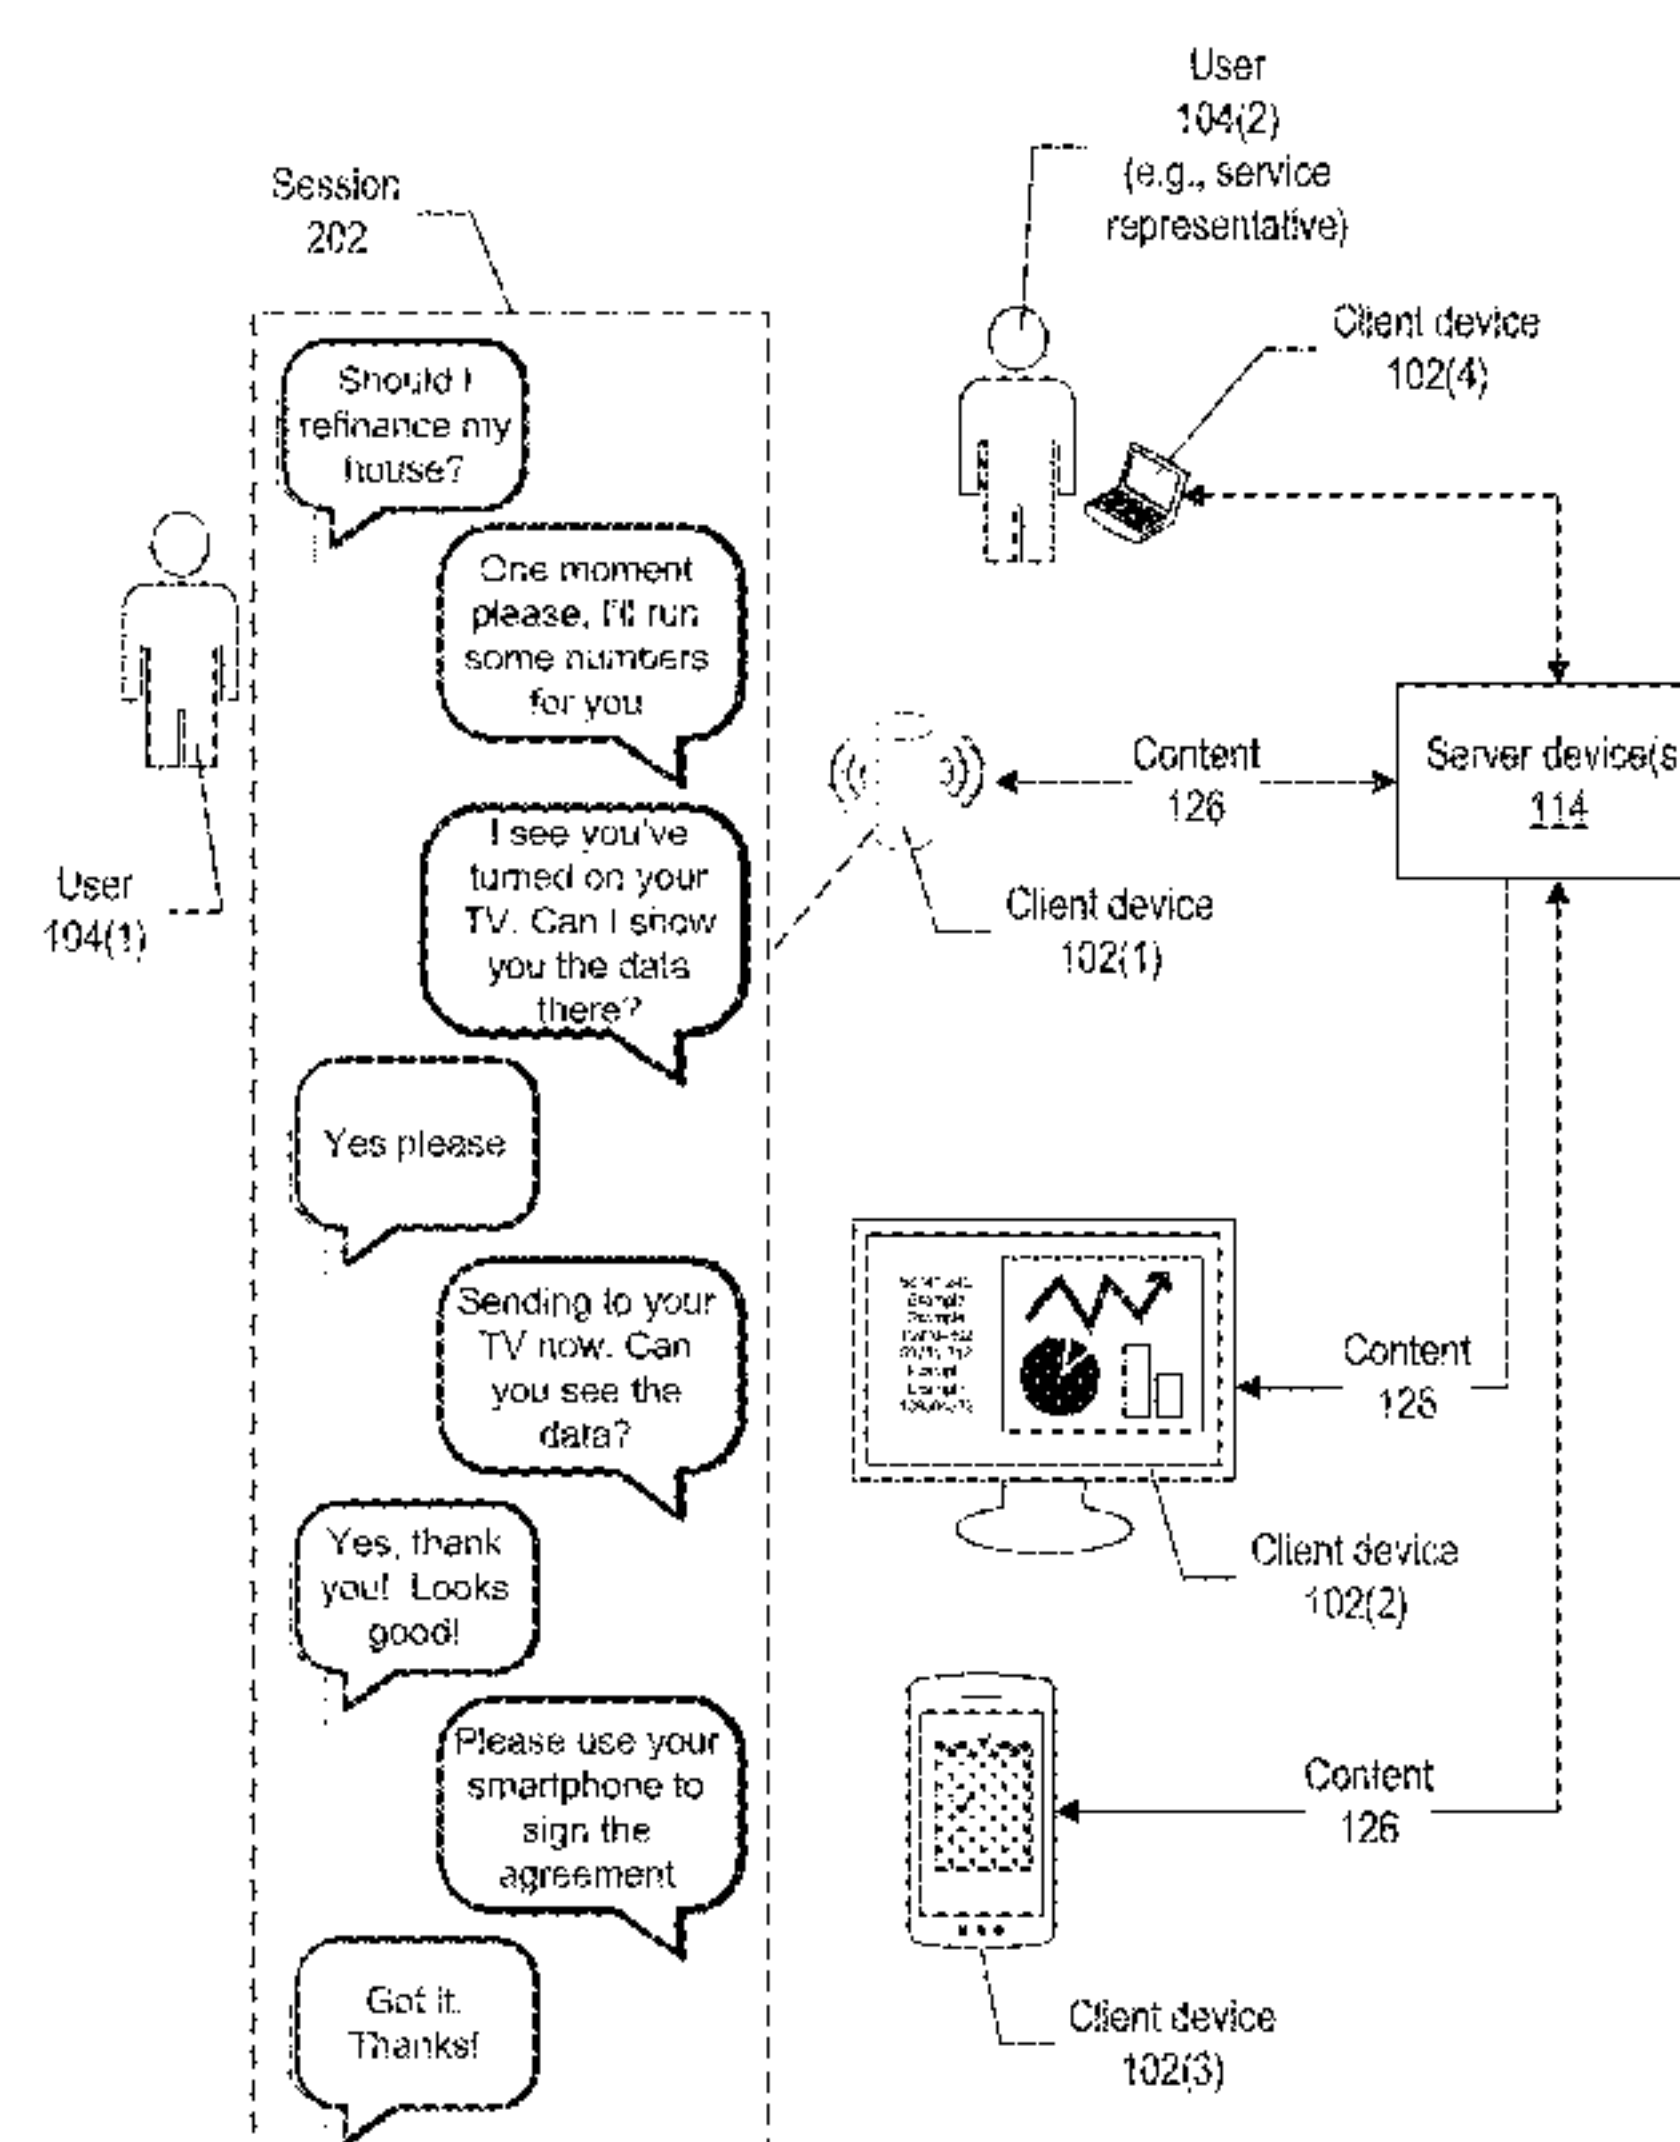 Session
202
Should I
refinance my
house?
One moment
please, I'll run
some numbers
for you
I see you've
turned on your
TV. Can I show
you the data
there?
Yes please
Sending to your
TV now. Can
you see the
data?
Yes, thank
you! Looks
good!
Please use your
smartphone to
sign the
agreement
Got it.
Thanks!
User
104(1)
User
104(2)
(e.g., service
representative)
Client device
102(4)
Content
126
Server device(s
114
Client device
102(1)
Example
Example
Example
Content
126
Client device
102(2)
Content
126
Client device
102(3)